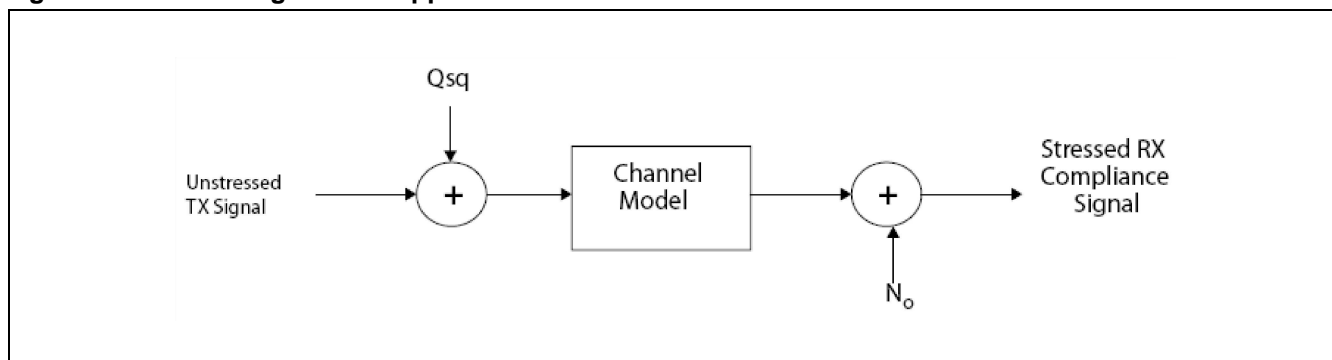 Qsq
Unstressed
TX Signal
+
Channel
Model
+
Stressed RX
Compliance
Signal
No